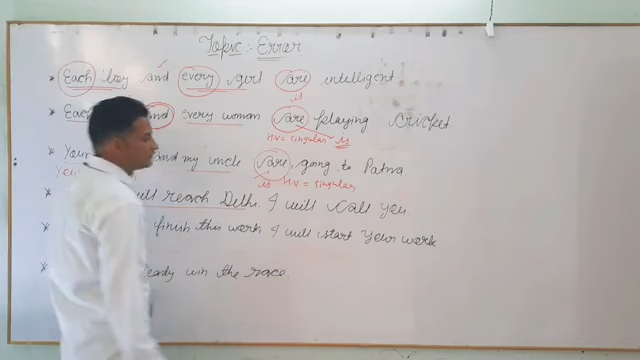 Topic :- Error
* Each boy and every girl are intelligent
is
* Every and every woman are playing cricket
H.V = singular is
* Your and my uncle are going to Patna
is H.V = singular
* will reach Delhi. I will call you
* finish this work I will start your work
* ready win the race.